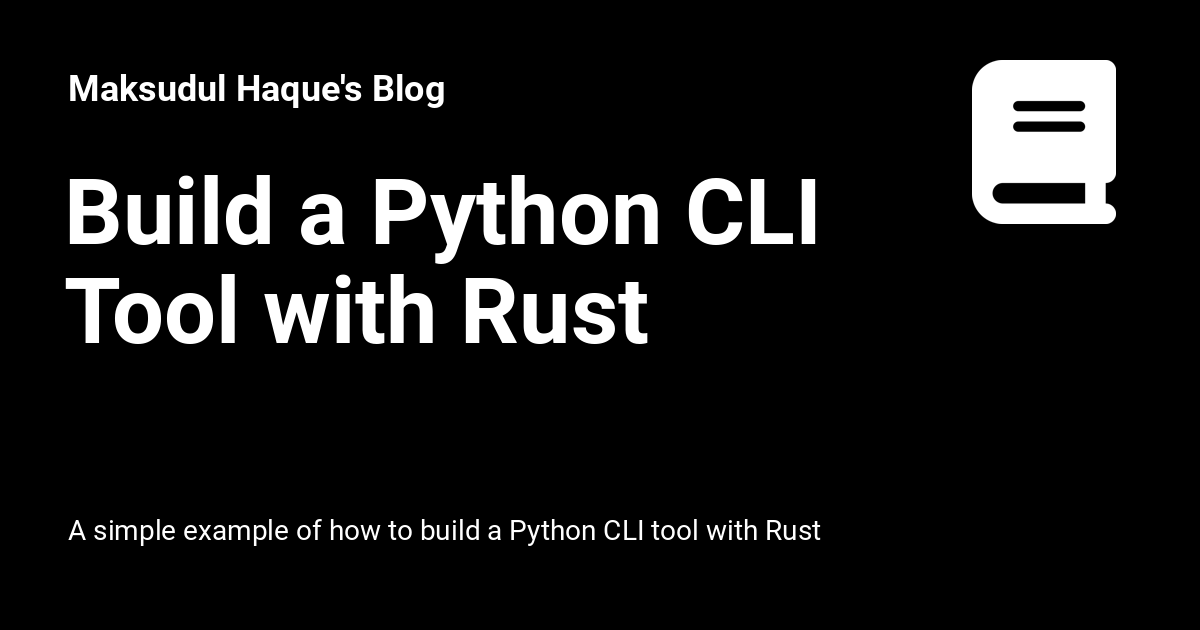 Maksudul Haque's Blog
Build a Python CLI
Tool with Rust
A simple example of how to build a Python CLI tool with Rust